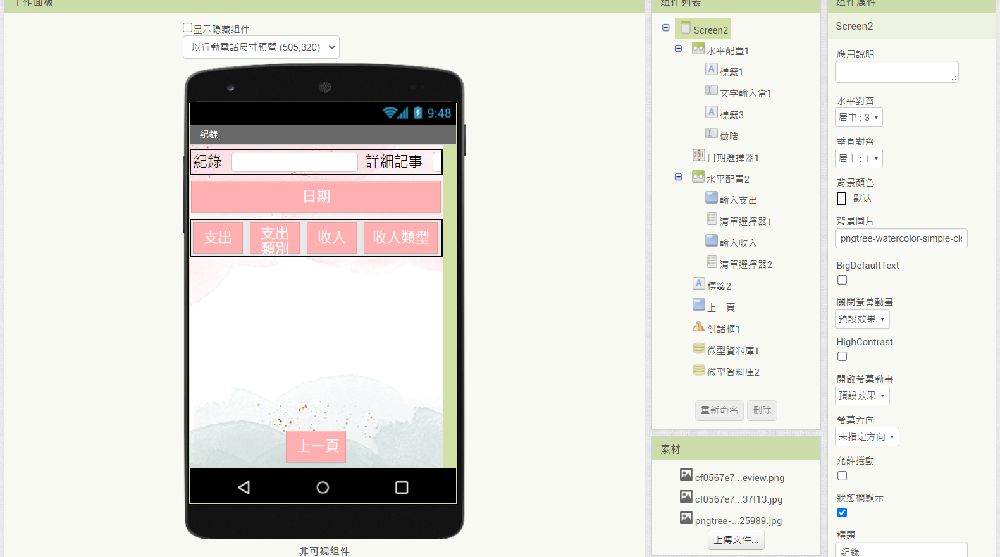 工作面板
显示隐藏组件
以行動電話尺寸預覽 (505,320)
9:48
紀錄
紀錄
詳細記事
日期
支出
支出
類別
收入
收入類型
上一頁
非可视组件
组件列表
Screen2
水平配置1
標籤1
文字輸入盒1
標籤3
做啥
日期選擇器1
水平配置2
輸入支出
清單選擇器1
輸入收入
清單選擇器2
標籤2
上一頁
對話框1
微型資料庫1
微型資料庫2
重新命名
刪除
素材
cf0567e7...eview.png
cf0567e7...37f13.jpg
pngtree-...25989.jpg
上傳文件...
组件属性
Screen2
應用說明
水平對齊
居中 : 3
垂直對齊
居上 : 1
背景顏色
默认
背景圖片
pngtree-watercolor-simple-cle
BigDefaultText
關閉螢幕動畫
預設效果
HighContrast
開啟螢幕動畫
預設效果
螢幕方向
未指定方向
允許捲動
狀態欄顯示
標題
紀錄